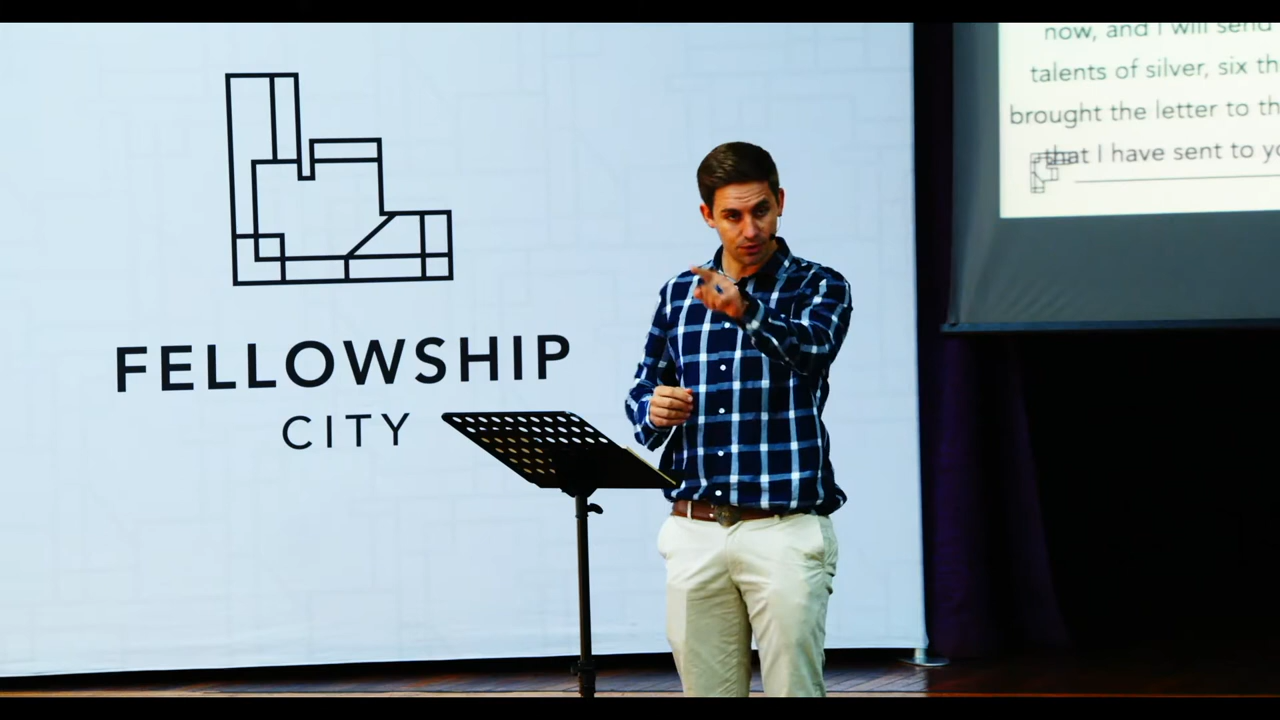 FELLOWSHIP
CITY
now, and I will send
talents of silver, six th
brought the letter to th
that I have sent to yo